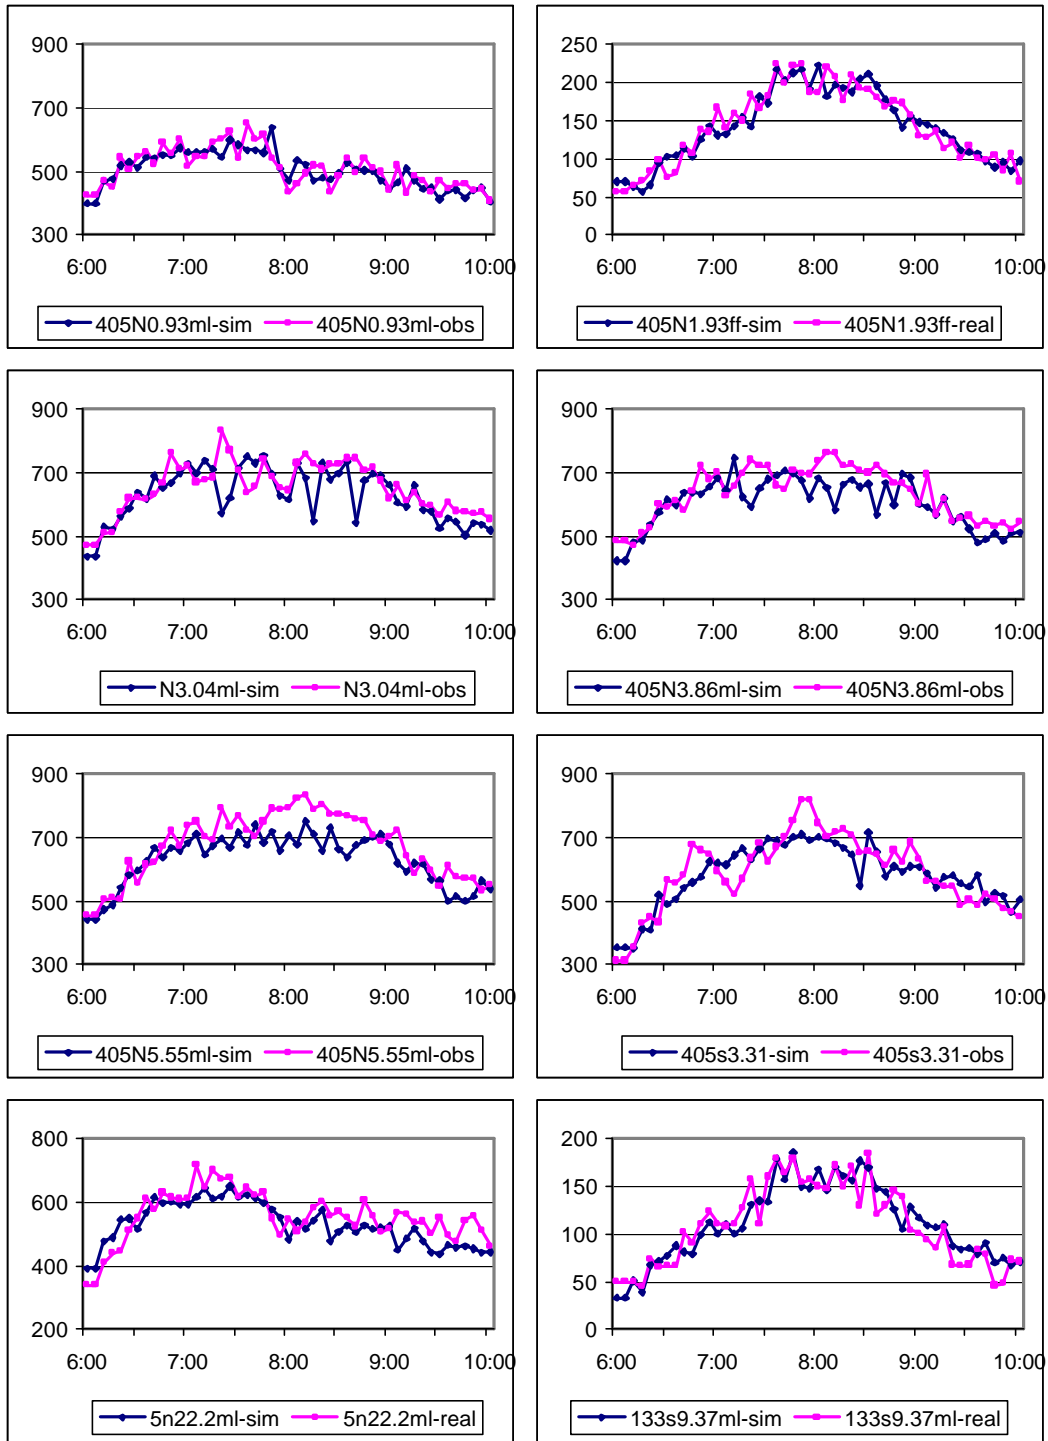 900
700
500
300
6:00 7:00 8:00 9:00 10:00
405N0.93ml-sim 405N0.93ml-obs
250
200
150
100
50
0
6:00 7:00 8:00 9:00 10:00
405N1.93ff-sim 405N1.93ff-real
900
700
500
300
6:00 7:00 8:00 9:00 10:00
N3.04ml-sim N3.04ml-obs
900
700
500
300
6:00 7:00 8:00 9:00 10:00
405N3.86ml-sim 405N3.86ml-obs
900
700
500
300
6:00 7:00 8:00 9:00 10:00
405N5.55ml-sim 405N5.55ml-obs
900
700
500
300
6:00 7:00 8:00 9:00 10:00
405s3.31-sim 405s3.31-obs
800
600
400
200
6:00 7:00 8:00 9:00 10:00
5n22.2ml-sim 5n22.2ml-real
200
150
100
50
0
6:00 7:00 8:00 9:00 10:00
133s9.37ml-sim 133s9.37ml-real